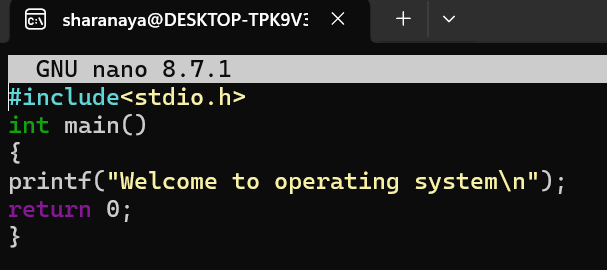 sharanaya@DESKTOP-TPK9V3
GNU nano 8.7.1
#include<stdio.h>
int main()
{
printf("Welcome to operating system\n");
return 0;
}